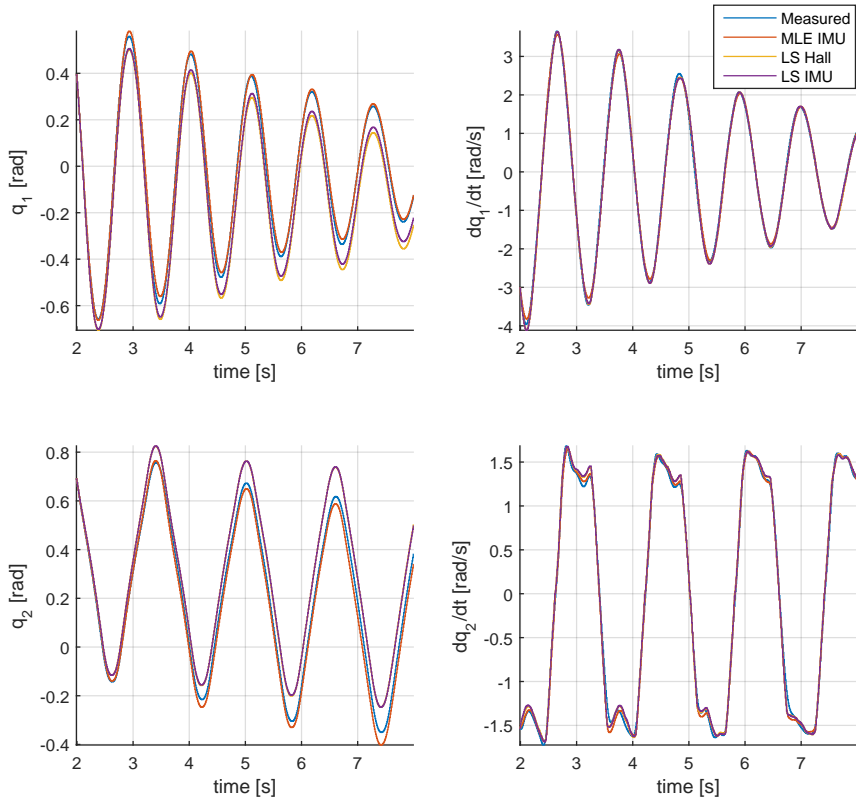 0.4
0.2
0
-0.2
-0.4
-0.6
q1 [rad]
2 3 4 5 6 7
time [s]
Measured
MLE IMU
LS Hall
LS IMU
3
2
1
0
-1
-2
-3
-4
dq1/dt [rad/s]
2 3 4 5 6 7
time [s]
0.8
0.6
0.4
0.2
0
-0.2
-0.4
q2 [rad]
2 3 4 5 6 7
time [s]
1.5
1
0.5
0
-0.5
-1
-1.5
dq2/dt [rad/s]
2 3 4 5 6 7
time [s]